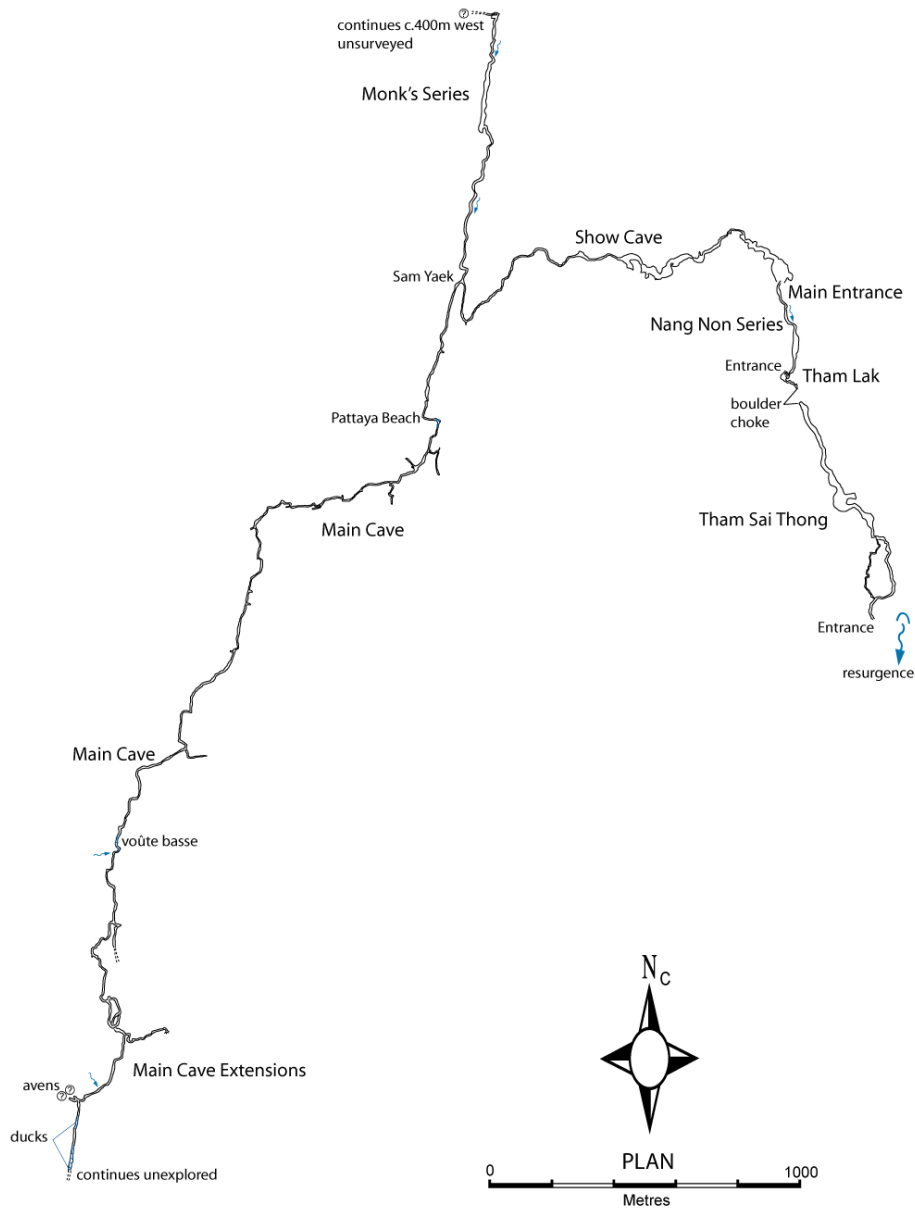 ?
continues c.400m west
unsurveyed
Monk's Series
Show Cave
Sam Yaek
Main Entrance
Nang Non Series
Entrance
Tham Lak
boulder
choke
Pattaya Beach
Main Cave
Tham Sai Thong
Entrance
resurgence
Main Cave
voûte basse
Main Cave Extensions
avens
? ?
ducks
continues unexplored
N C
PLAN
0 1000
Metres